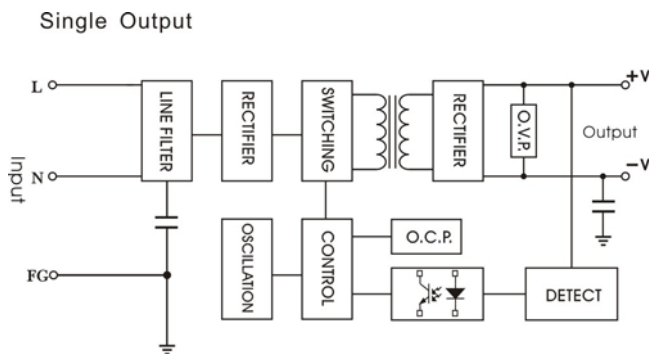 Single Output
L
N
FG
Input
LINE FILTER
RECTIFIER
SWITCHING
RECTIFIER
O.V.P.
+V
Output
-V
OSCILLATION
CONTROL
O.C.P.
DETECT